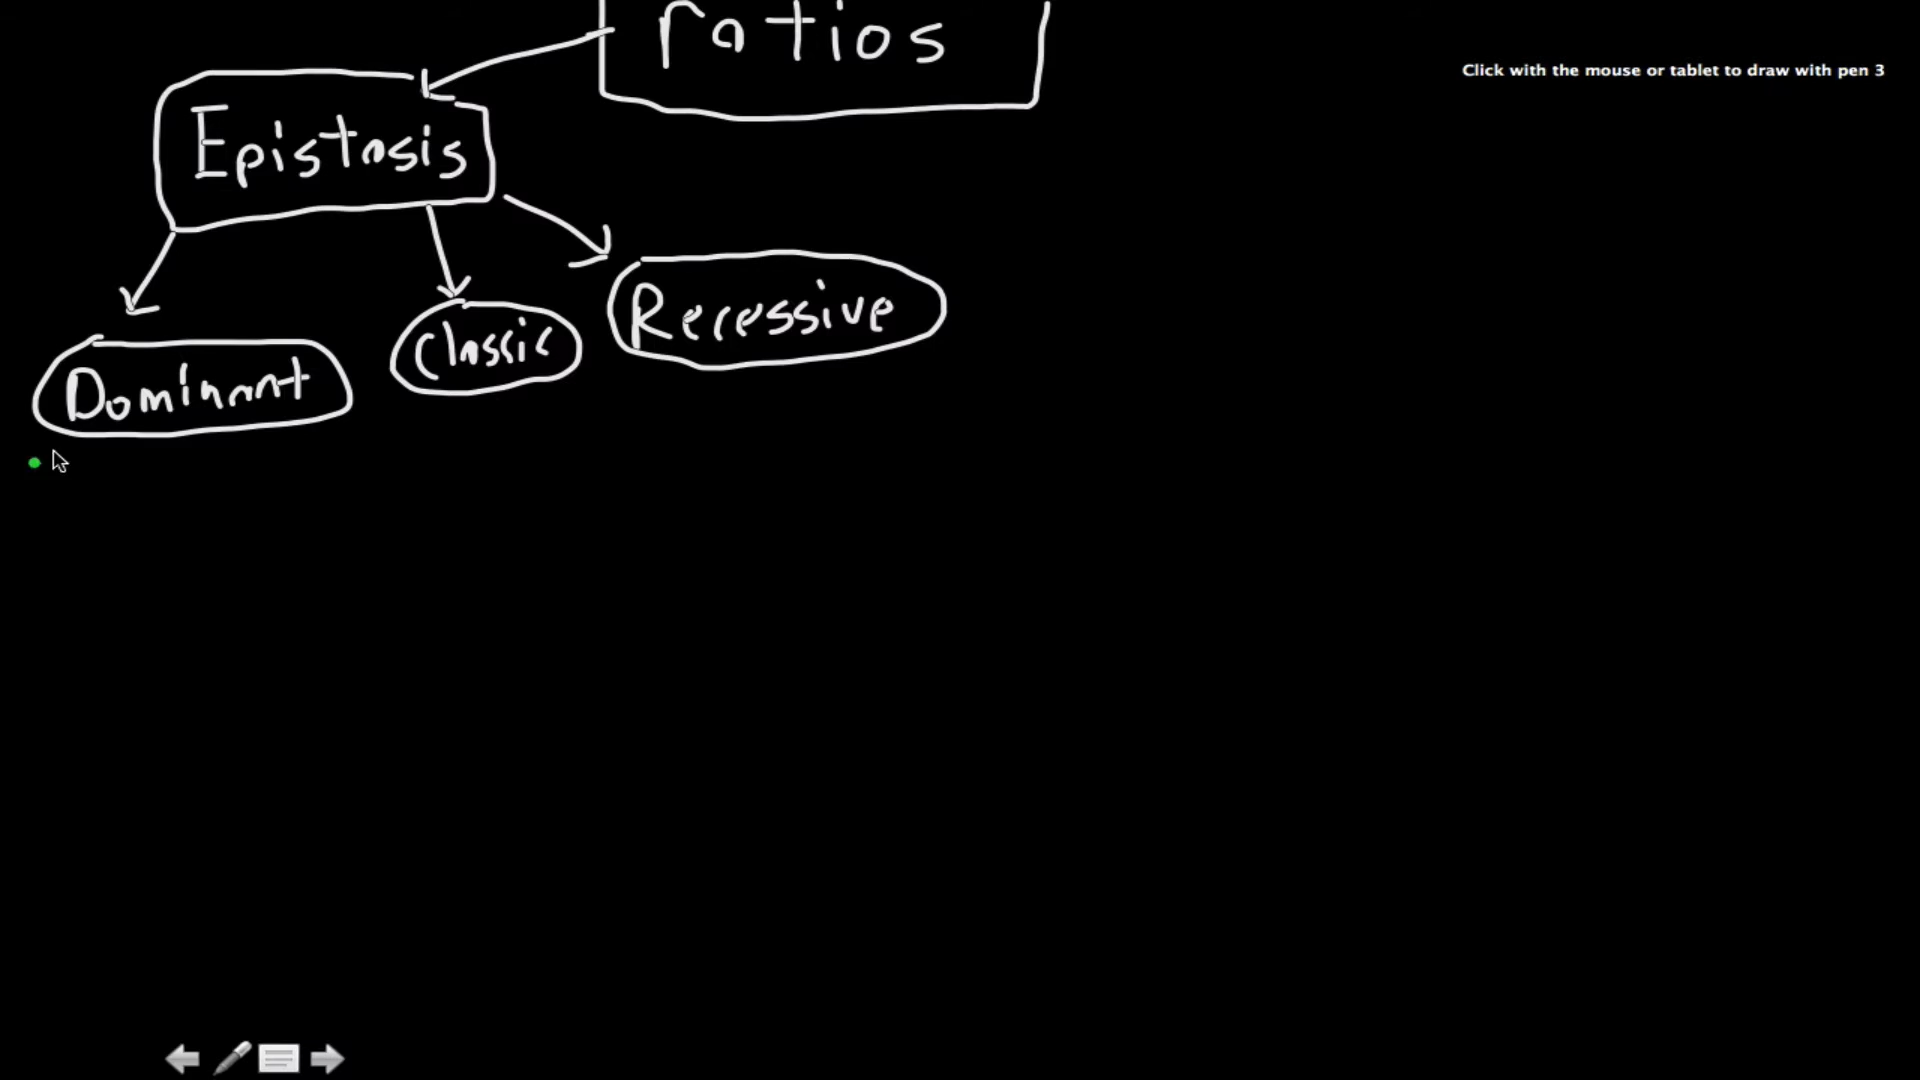 ratios
Click with the mouse or tablet to draw with pen 3
Epistasis
Recessive
Classic
Dominant